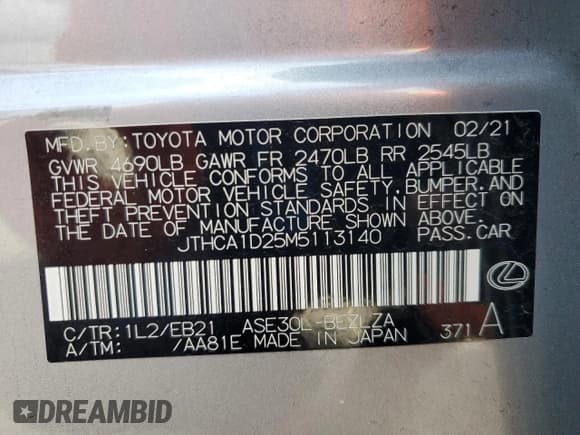 MFD. BY: TOYOTA MOTOR CORPORATION 02/21
GVWR 4690LB GAWR FR 2470LB RR 2545LB
THIS VEHICLE CONFORMS TO ALL APPLICABLE
FEDERAL MOTOR VEHICLE SAFETY, BUMPER, AND
THEFT PREVENTION STANDARDS IN EFFECT ON
THE DATE OF MANUFACTURE SHOWN ABOVE.
JTHCA1D25M5113140 PASS. CAR
C/TR: 1L2/EB21 ASE30L-BEZLZA
A/TM: /AA81E MADE IN JAPAN 371 A
DREAMBID